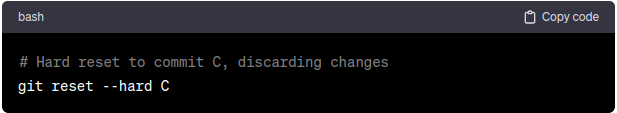 bash
Copy code
# Hard reset to commit C, discarding changes
git reset --hard C